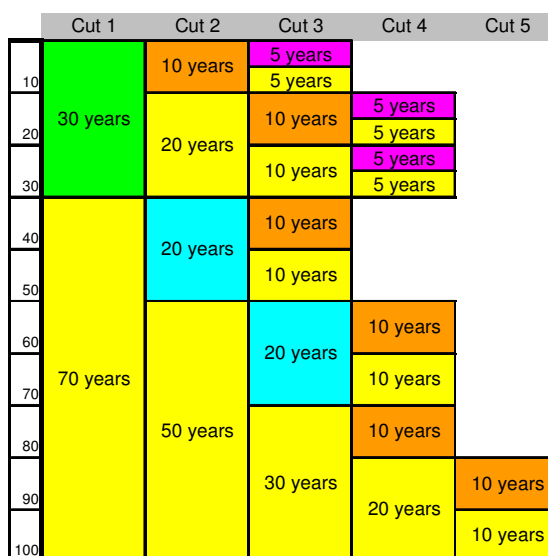 Cut 1 Cut 2 Cut 3 Cut 4 Cut 5
10 years 5 years
10 5 years
30 years 20 years 10 years 5 years
20 5 years
10 years 5 years
30 5 years
20 years 10 years
40
10 years
50
70 years 50 years 20 years 10 years
60
10 years
70
30 years 10 years
80
20 years 10 years
90
10 years
100